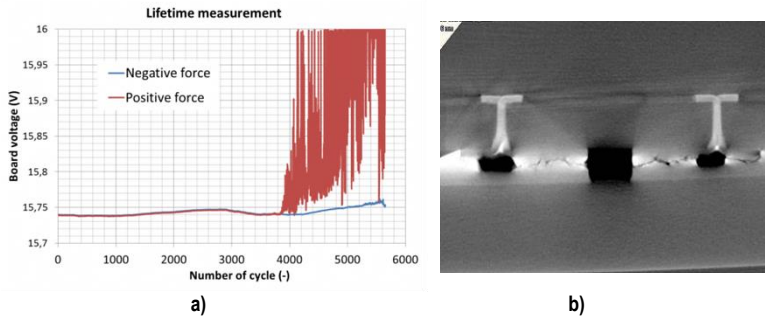 Lifetime measurement
Board voltage (V)
16
15,95
15,9
15,85
15,8
15,75
15,7
Negative force
Positive force
0 1000 2000 3000 4000 5000 6000
Number of cycle (-)
a)
b)